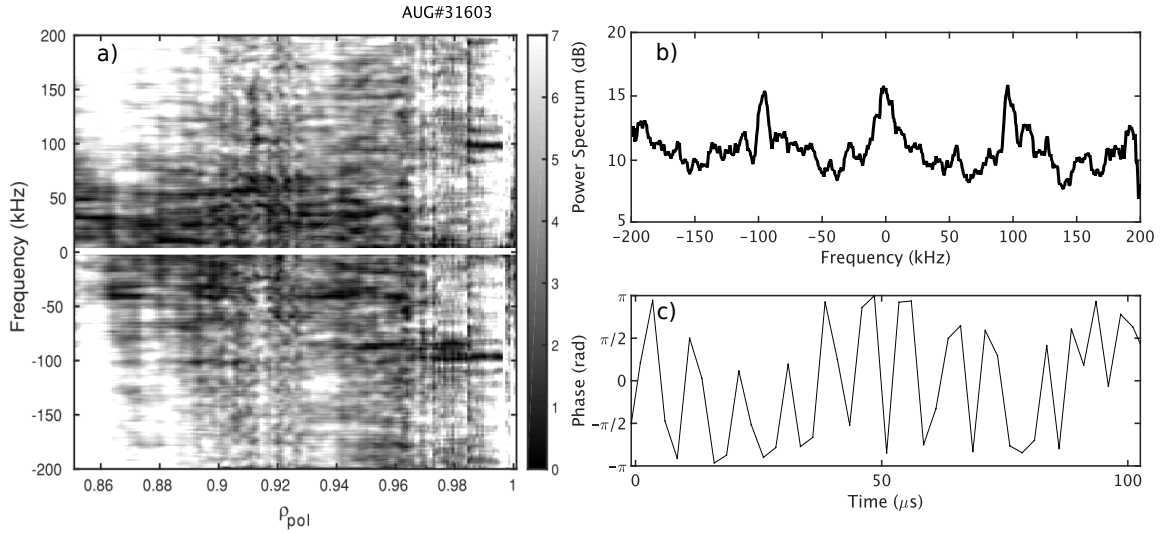 AUG#31603
a)
200
150
100
50
0
-50
-100
-150
-200
Frequency (kHz)
0.86 0.88 0.9 0.92 0.94 0.96 0.98 1
ρpol
7
6
5
4
3
2
1
0
b)
20
15
10
5
Power Spectrum (dB)
−200 −150 −100 −50 0 50 100 150 200
Frequency (kHz)
c)
π
π/2
0
−π/2
−π
Phase (rad)
0 50 100
Time (μs)